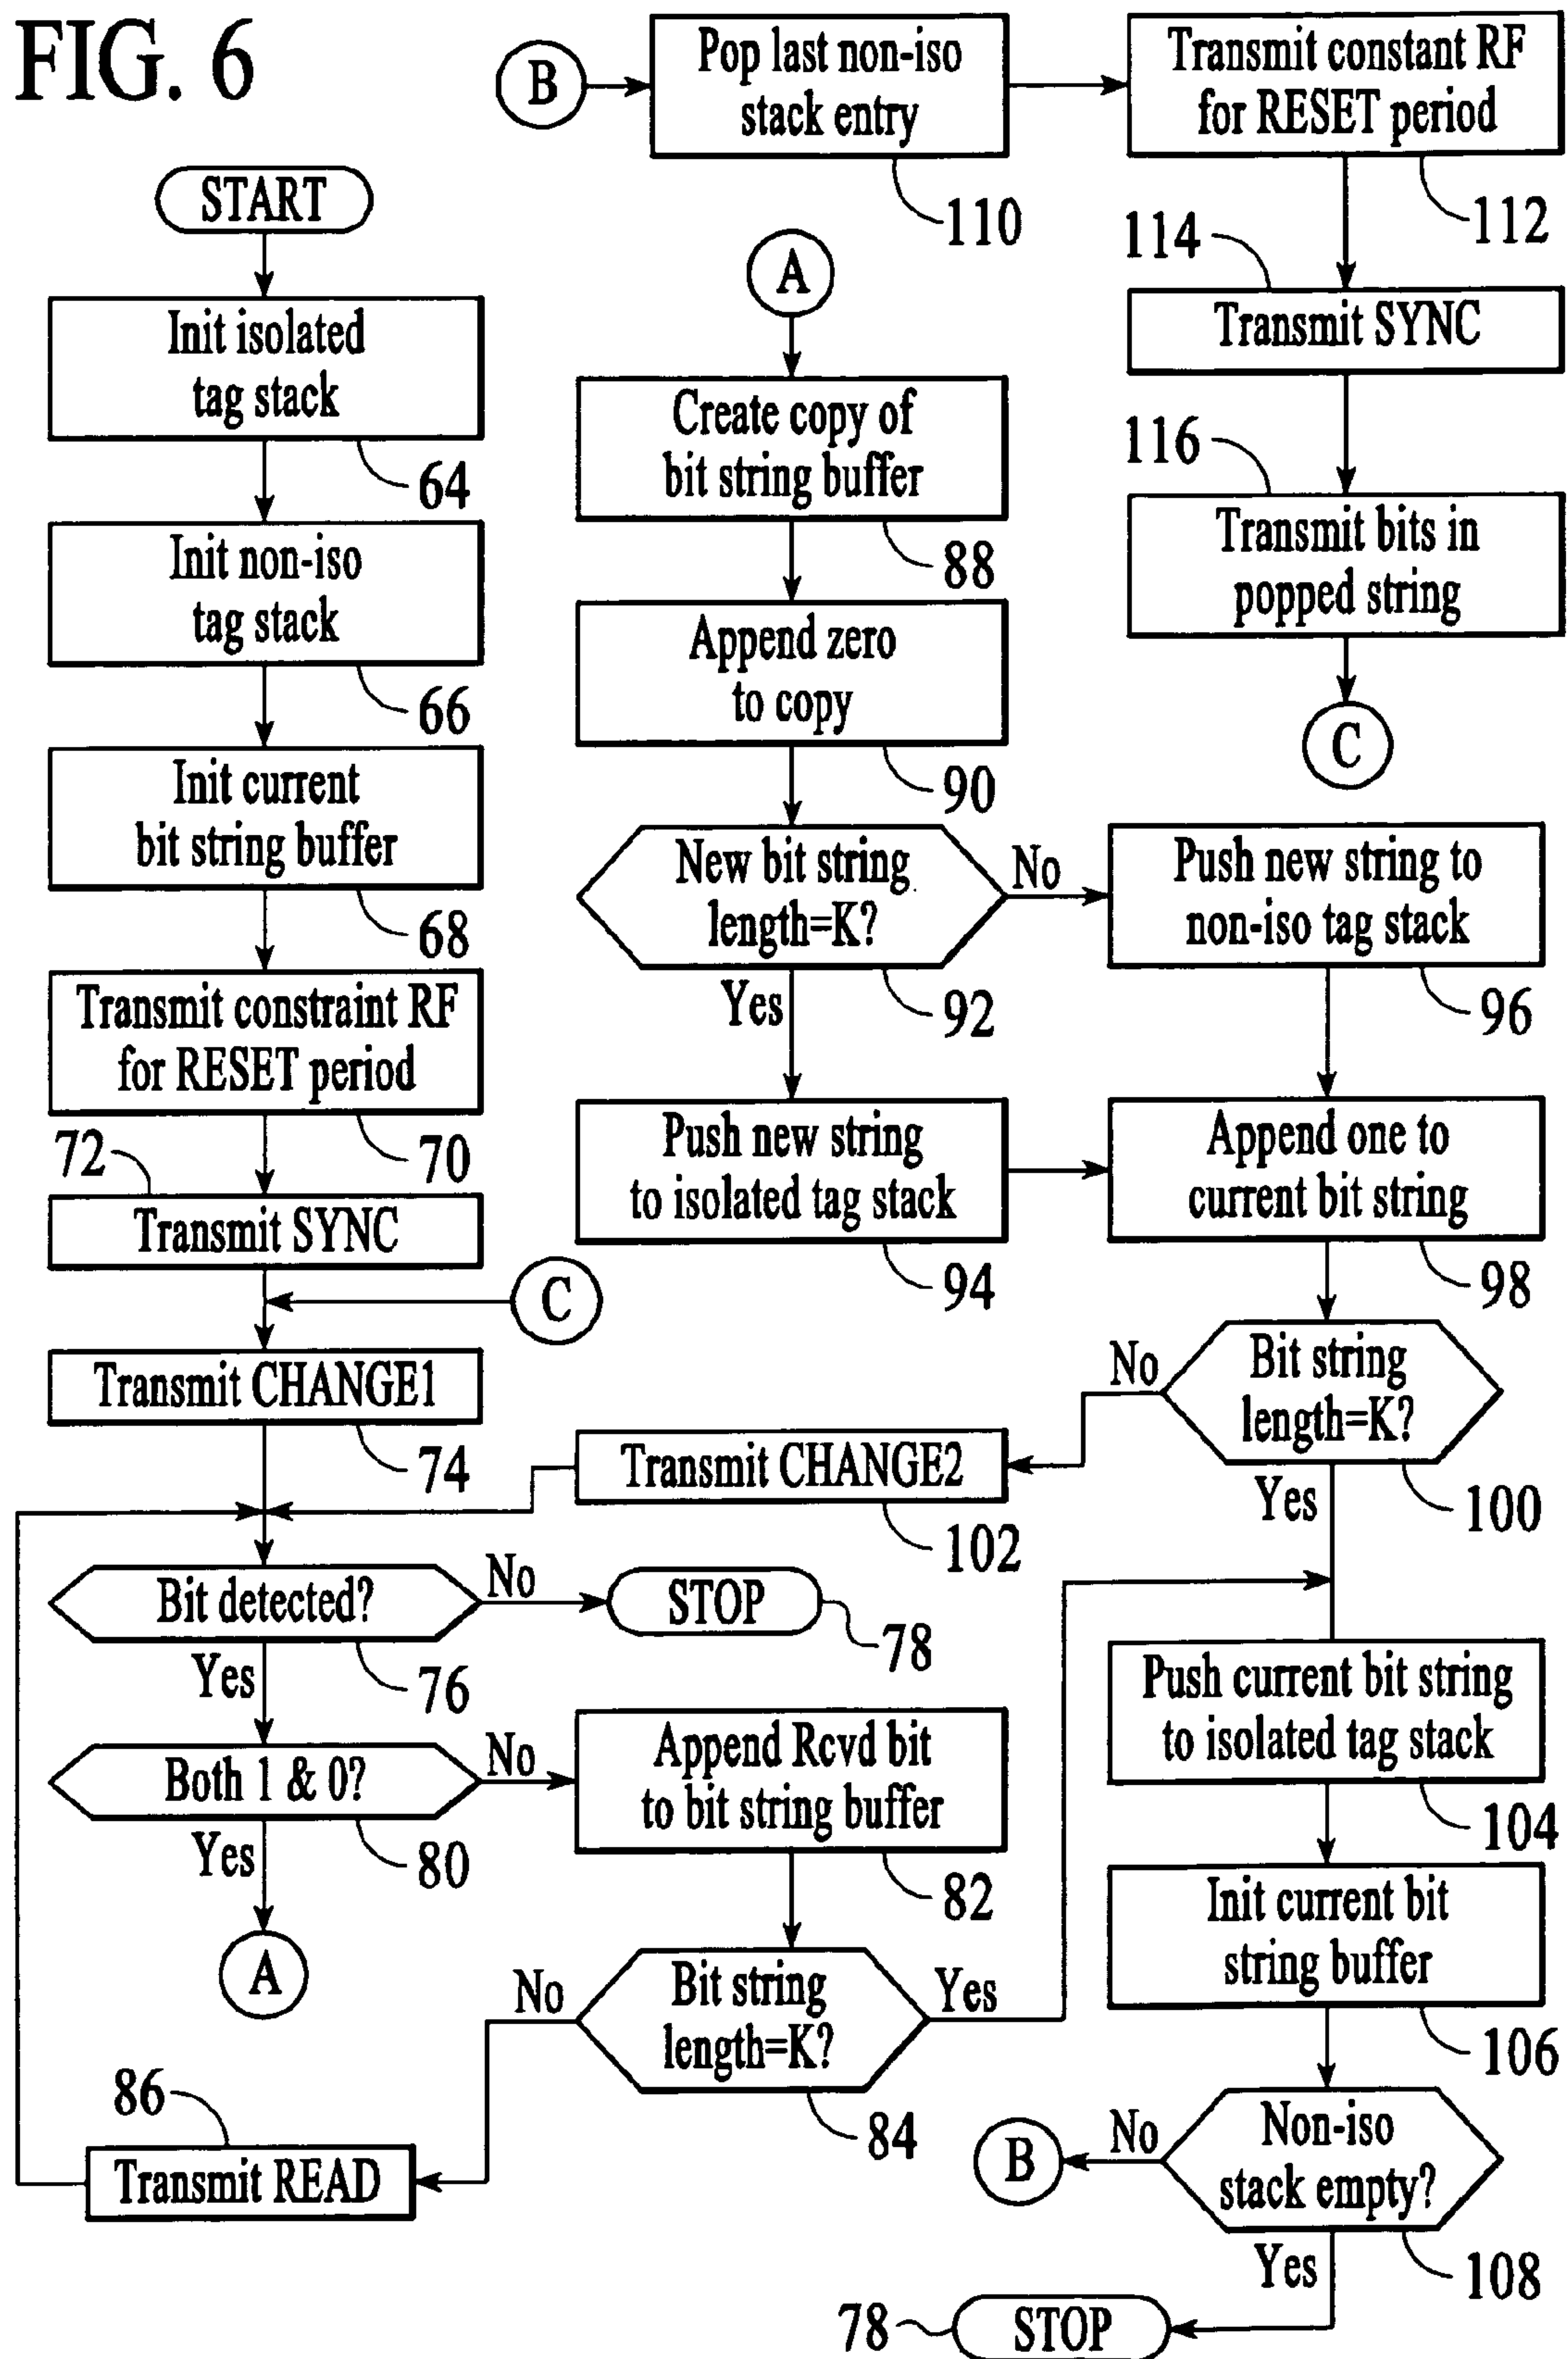 FIG. 6
START
Init isolated
tag stack
64
Init non-iso
tag stack
66
Init current
bit string buffer
68
Transmit constraint RF
for RESET period
70
72
Transmit SYNC
C
Transmit CHANGE1
74
Bit detected?
No
STOP
78
76
Yes
Both 1 & 0?
No
80
Yes
A
Append Rcvd bit
to bit string buffer
82
Bit string
length=K?
No
Yes
84
86
Transmit READ
B
Pop last non-iso
stack entry
110
Transmit constant RF
for RESET period
112
114
Transmit SYNC
116
Transmit bits in
popped string
C
A
Create copy of
bit string buffer
88
Append zero
to copy
90
New bit string
length=K?
No
92
Yes
Push new string to
non-iso tag stack
96
Push new string
to isolated tag stack
94
Append one to
current bit string
98
Bit string
length=K?
No
100
Yes
Transmit CHANGE2
102
Push current bit string
to isolated tag stack
104
Init current bit
string buffer
106
Non-iso
stack empty?
No
B
108
Yes
78
STOP